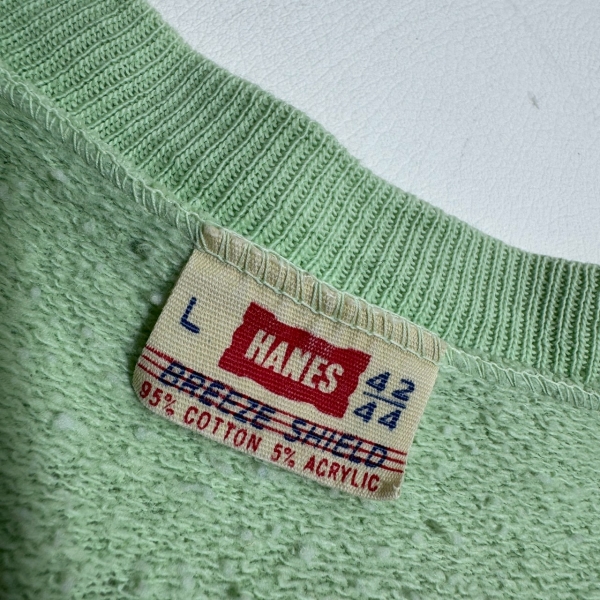 L
HANES
42
44
BREEZE SHIELD
95% COTTON 5% ACRYLIC